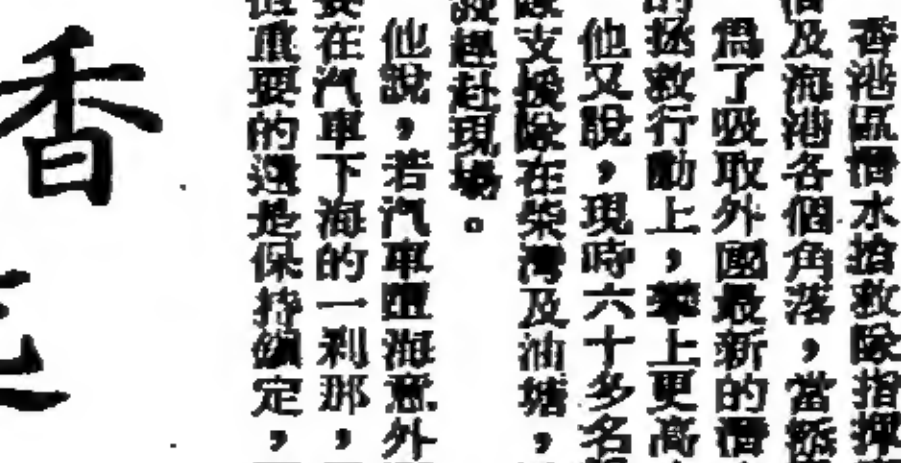 香港區潛水搶救隊指揮
及海港各個角落，當
為了吸取外國最新的潛
的拯救行動上，攀上更高
他又說，現時六十多名
支援隊在柴灣及油塘，
趕赴現場。
他說，若汽車墮海意外
在汽車下海的一剎那，
重要的還是保持鎮定，
香